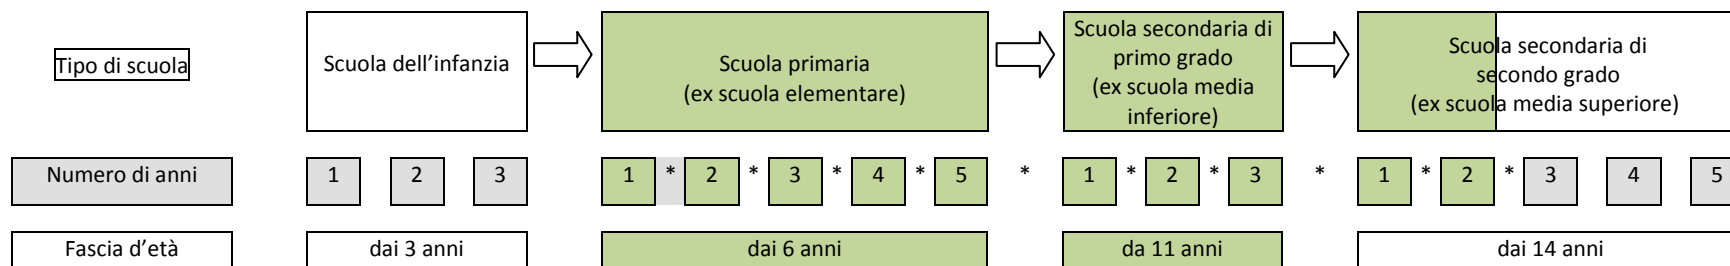 Tipo di scuola
Scuola dell'infanzia
Scuola primaria
(ex scuola elementare)
Scuola secondaria di
primo grado
(ex scuola media
inferiore)
Scuola secondaria di
secondo grado
(ex scuola media superiore)
Numero di anni 1 2 3 1 * 2 * 3 * 4 * 5 * 1 * 2 * 3 * 1 * 2 * 3 4 5
Fascia d'età dai 3 anni dai 6 anni da 11 anni dai 14 anni